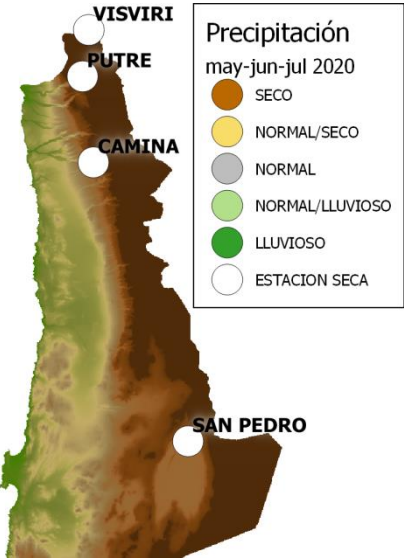 VISVIRI
PUTRE
CAMINA
SAN PEDRO
Precipitación
may-jun-jul 2020
SECO
NORMAL/SECO
NORMAL
NORMAL/LLUVIOSO
LLUVIOSO
ESTACION SECA